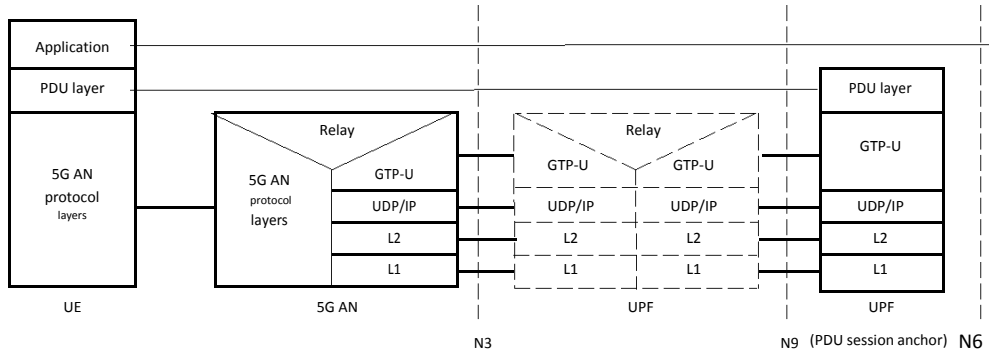 Application
PDU layer
PDU layer
Relay
Relay
5G AN
protocol
layers
5G AN
protocol
layers
GTP-U
GTP-U
GTP-U
GTP-U
UDP/IP
UDP/IP
UDP/IP
UDP/IP
L2
L2
L2
L2
L1
L1
L1
L1
UE
5G AN
UPF
UPF
N3
N9
(PDU session anchor)
N6